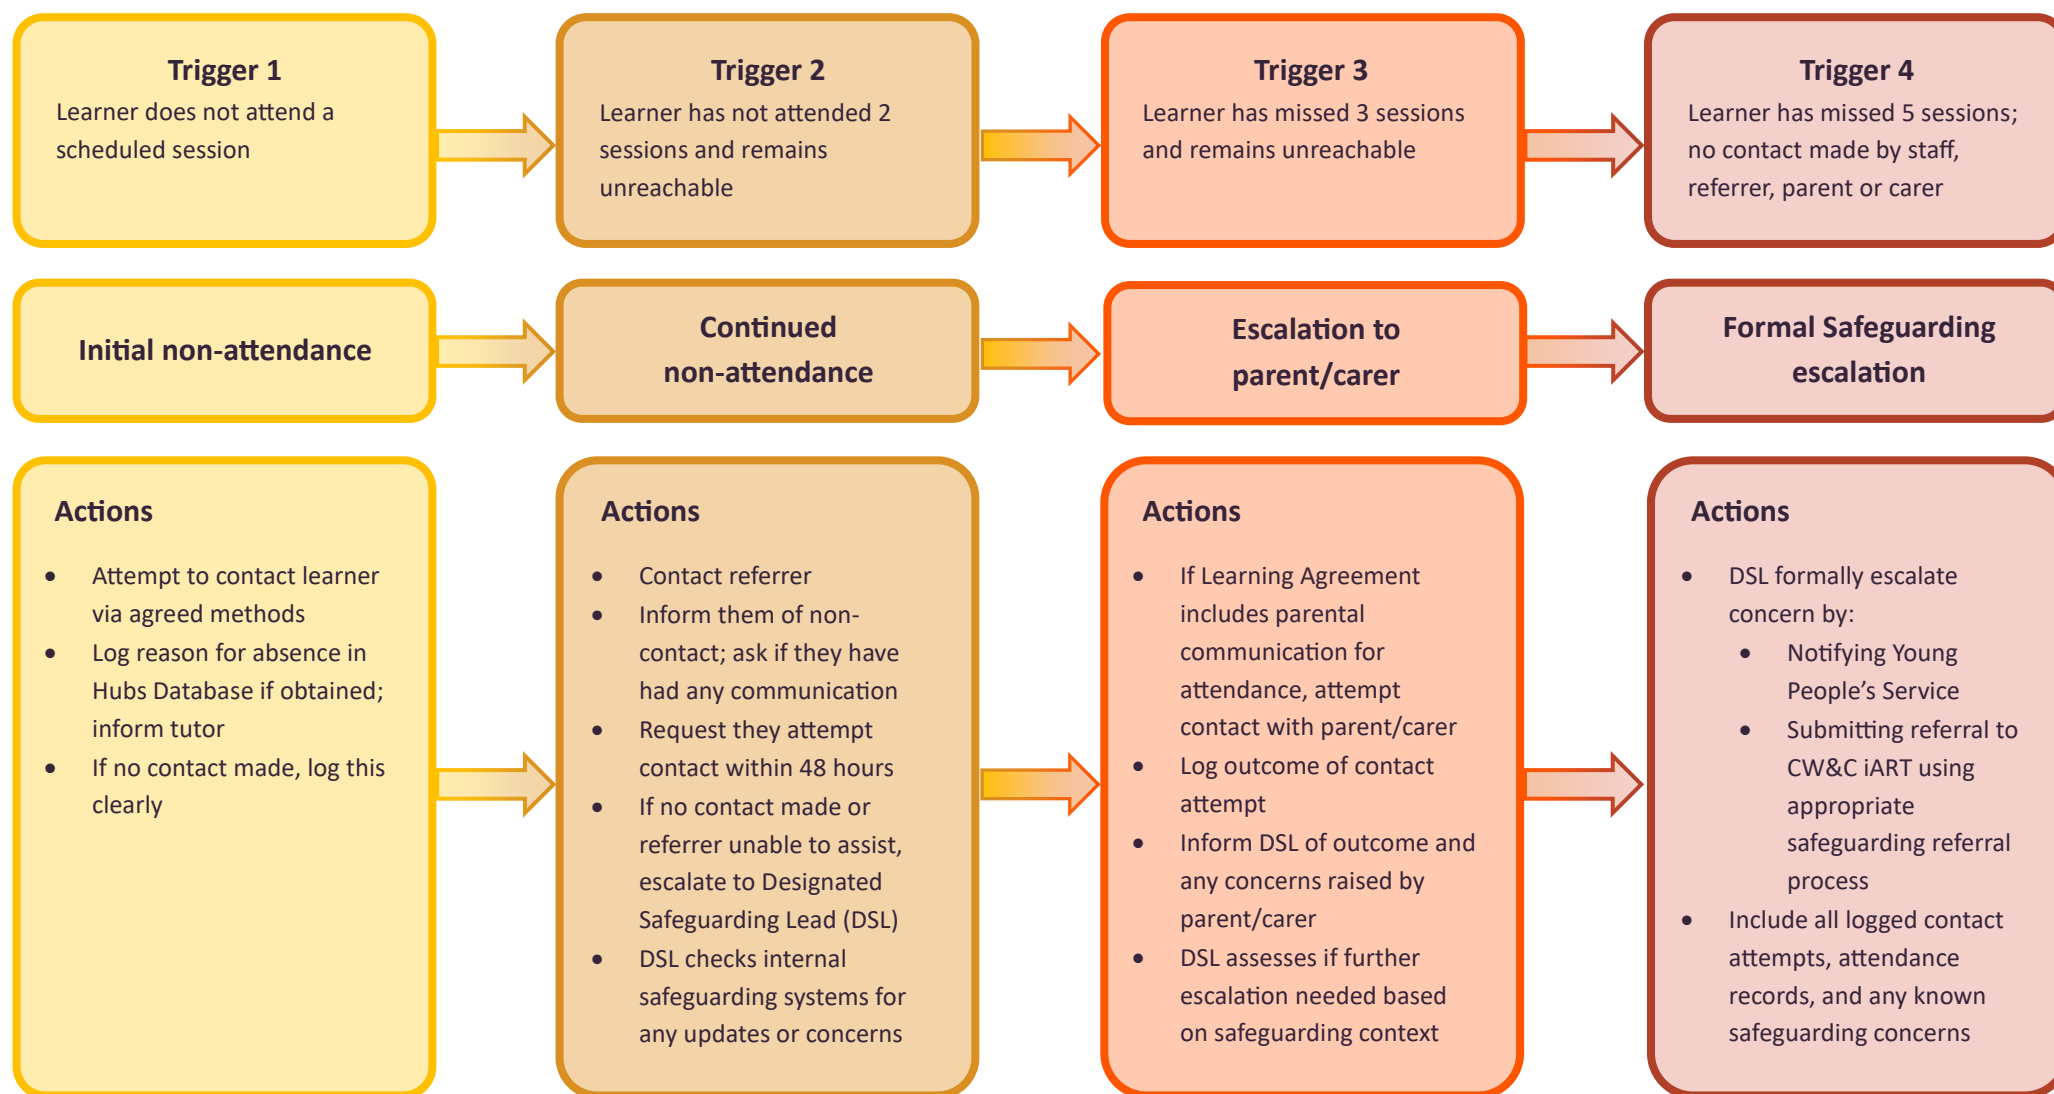 Trigger 1
Learner does not attend a
scheduled session
Trigger 2
Learner has not attended 2
sessions and remains
unreachable
Trigger 3
Learner has missed 3 sessions
and remains unreachable
Trigger 4
Learner has missed 5 sessions;
no contact made by staff,
referrer, parent or carer
Initial non-attendance
Continued
non-attendance
Escalation to
parent/carer
Formal Safeguarding
escalation
Actions
• Attempt to contact learner
via agreed methods
• Log reason for absence in
Hubs Database if obtained;
inform tutor
• If no contact made, log this
clearly
Actions
• Contact referrer
• Inform them of non-
contact; ask if they have
had any communication
• Request they attempt
contact within 48 hours
• If no contact made or
referrer unable to assist,
escalate to Designated
Safeguarding Lead (DSL)
• DSL checks internal
safeguarding systems for
any updates or concerns
Actions
• If Learning Agreement
includes parental
communication for
attendance, attempt
contact with parent/carer
• Log outcome of contact
attempt
• Inform DSL of outcome and
any concerns raised by
parent/carer
• DSL assesses if further
escalation needed based
on safeguarding context
Actions
• DSL formally escalate
concern by:
• Notifying Young
People’s Service
• Submitting referral to
CW&C iART using
appropriate
safeguarding referral
process
• Include all logged contact
attempts, attendance
records, and any known
safeguarding concerns